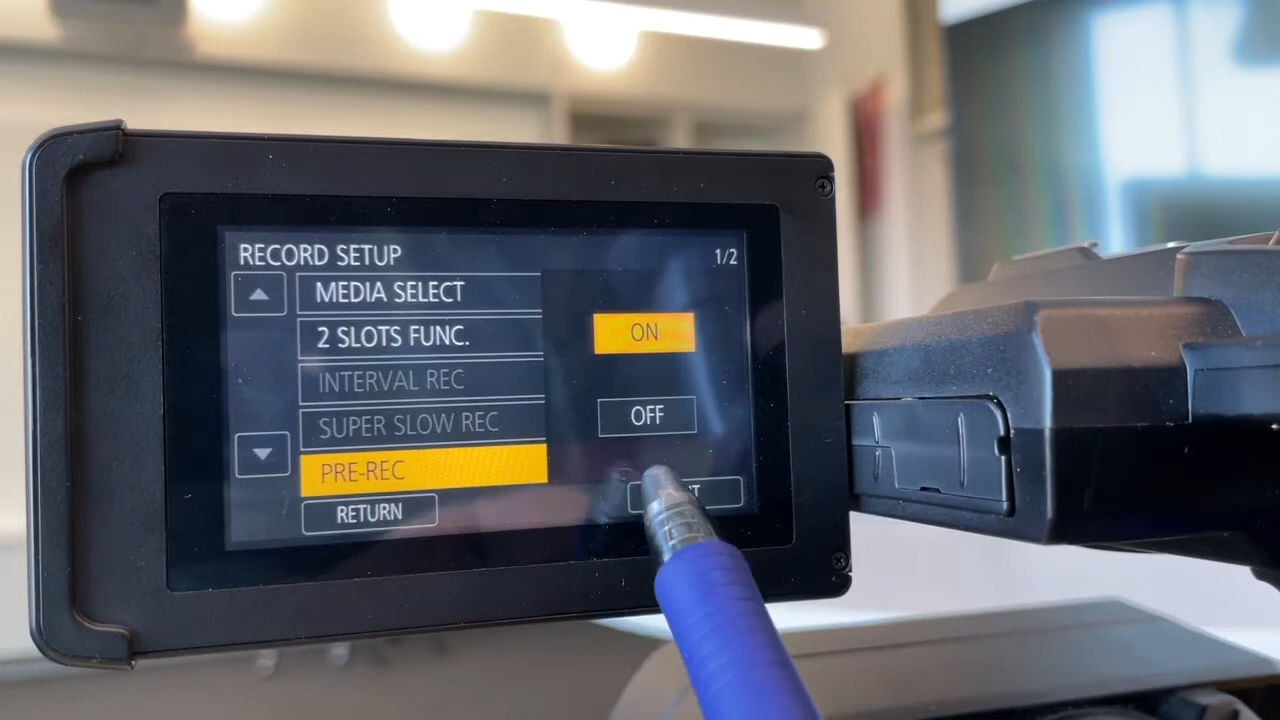 RECORD SETUP
1/2
MEDIA SELECT
2 SLOTS FUNC.
INTERVAL REC
SUPER SLOW REC
PRE-REC
RETURN
ON
OFF